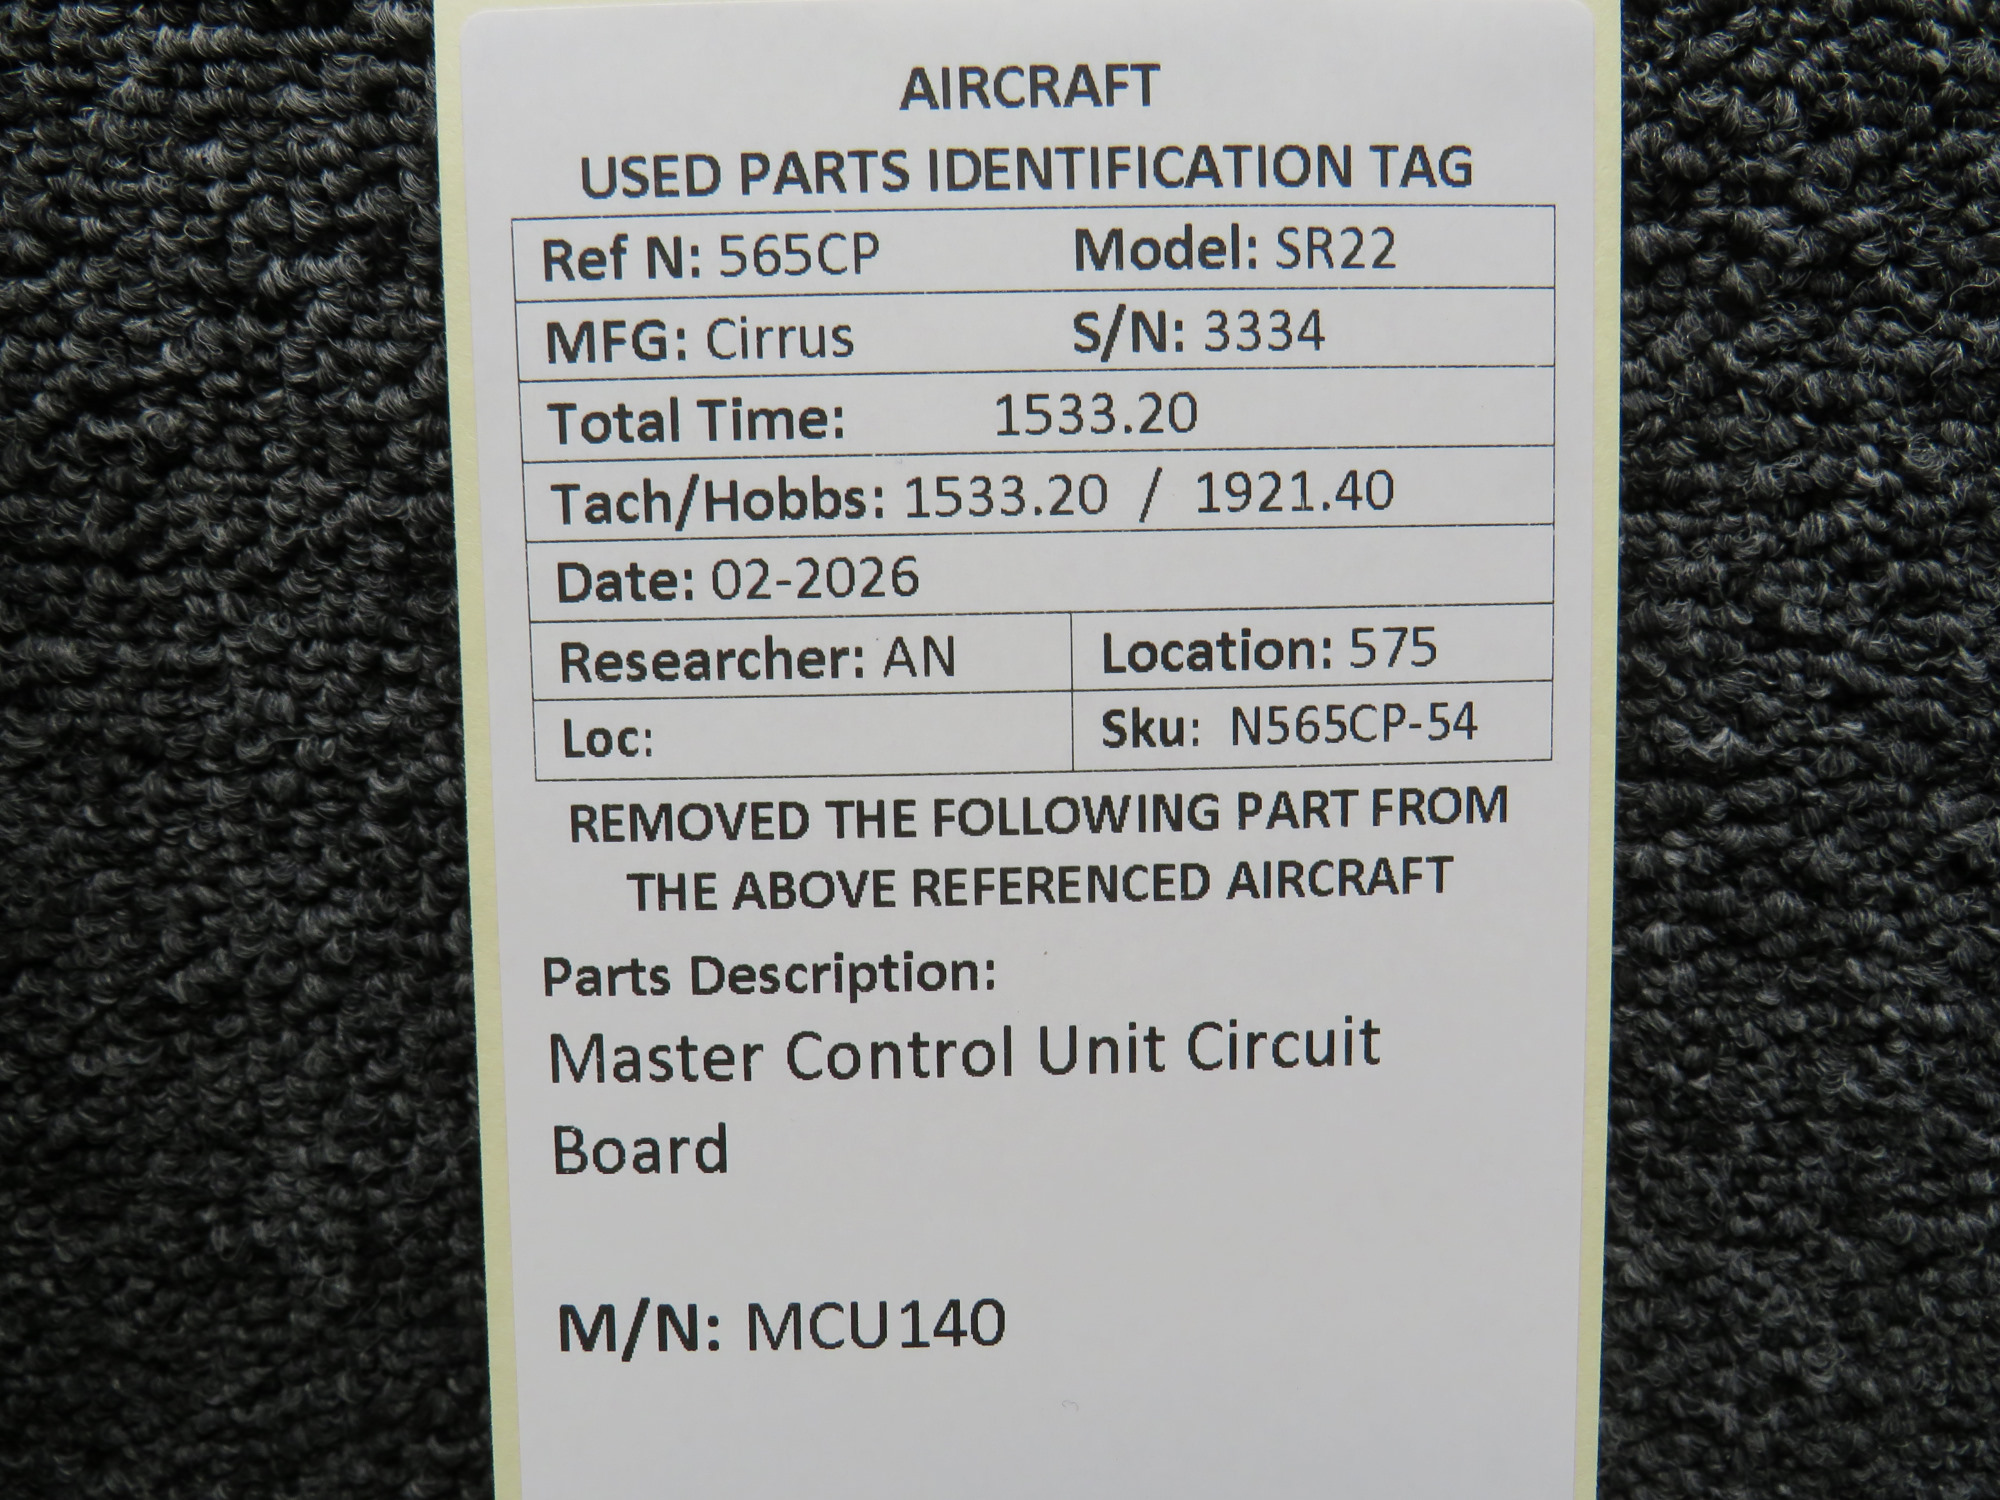 AIRCRAFT
USED PARTS IDENTIFICATION TAG
Ref N: 565CP Model: SR22
MFG: Cirrus S/N: 3334
Total Time: 1533.20
Tach/Hobbs: 1533.20 / 1921.40
Date: 02-2026
Researcher: AN Location: 575
Loc: Sku: N565CP-54
REMOVED THE FOLLOWING PART FROM
THE ABOVE REFERENCED AIRCRAFT
Parts Description:
Master Control Unit Circuit
Board
M/N: MCU140